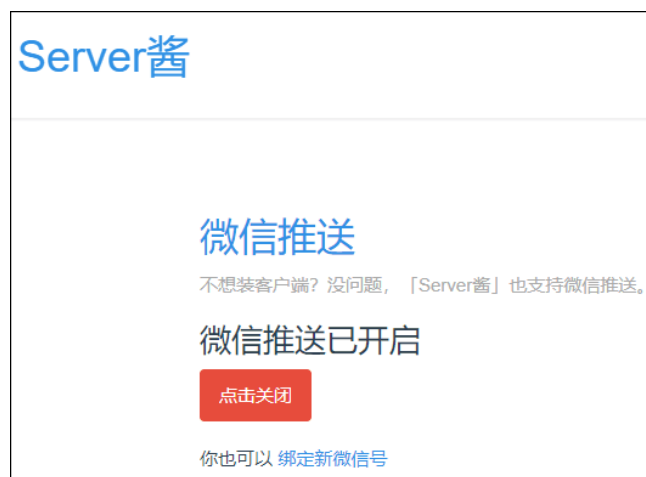 Server酱
微信推送
不想装客户端？没问题，「Server酱」也支持微信推送。
微信推送已开启
点击关闭
你也可以 绑定新微信号